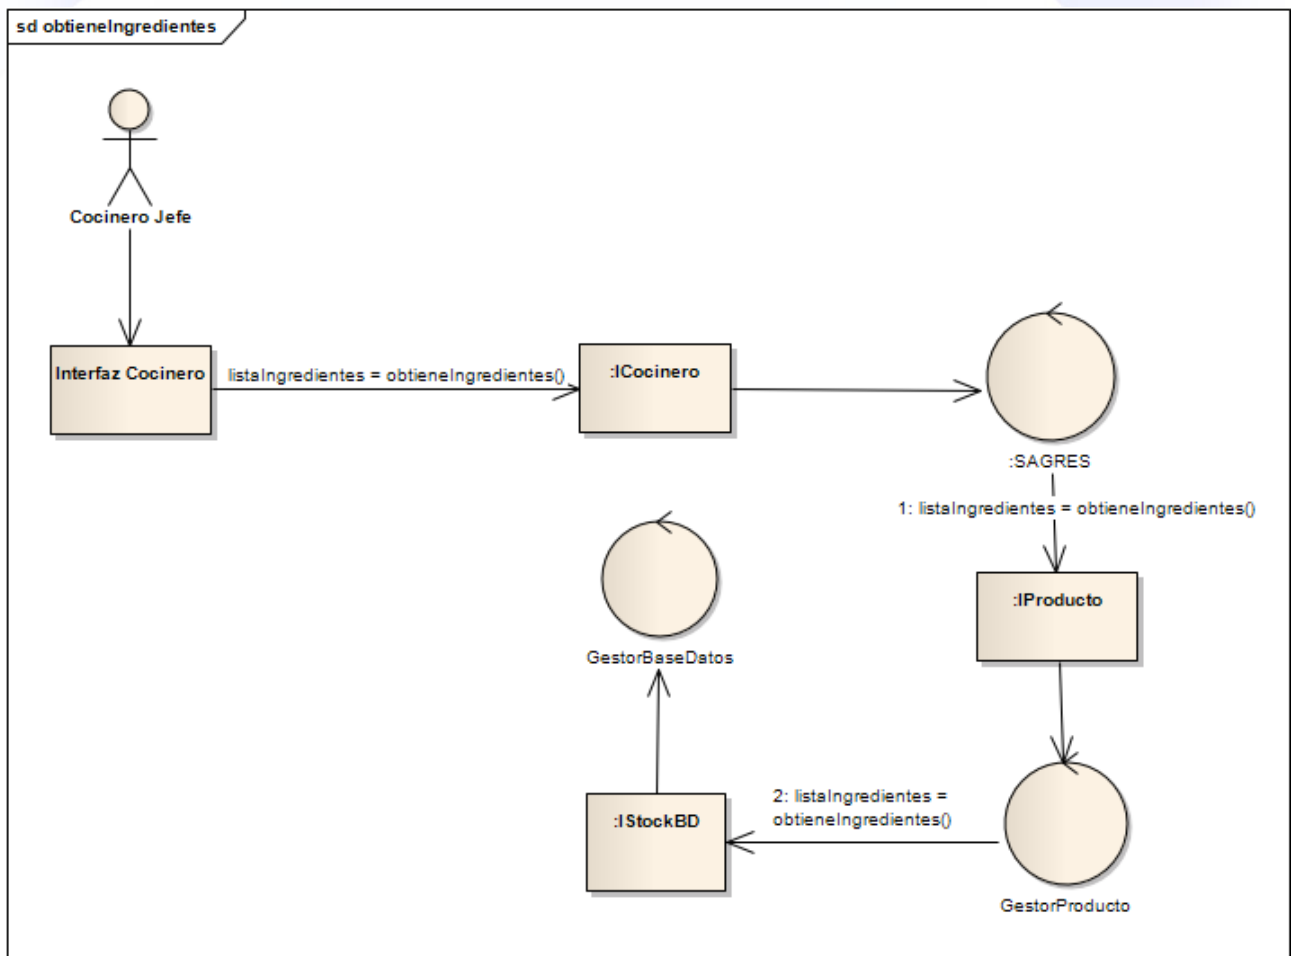 sd obtieneIngredientes
Cocinero Jefe
Interfaz Cocinero
listaIngredientes = obtieneIngredientes()
:ICocinero
:SAGRES
1: listaIngredientes = obtieneIngredientes()
:IProducto
GestorBaseDatos
:IStockBD
2: listaIngredientes =
obtieneIngredientes()
GestorProducto